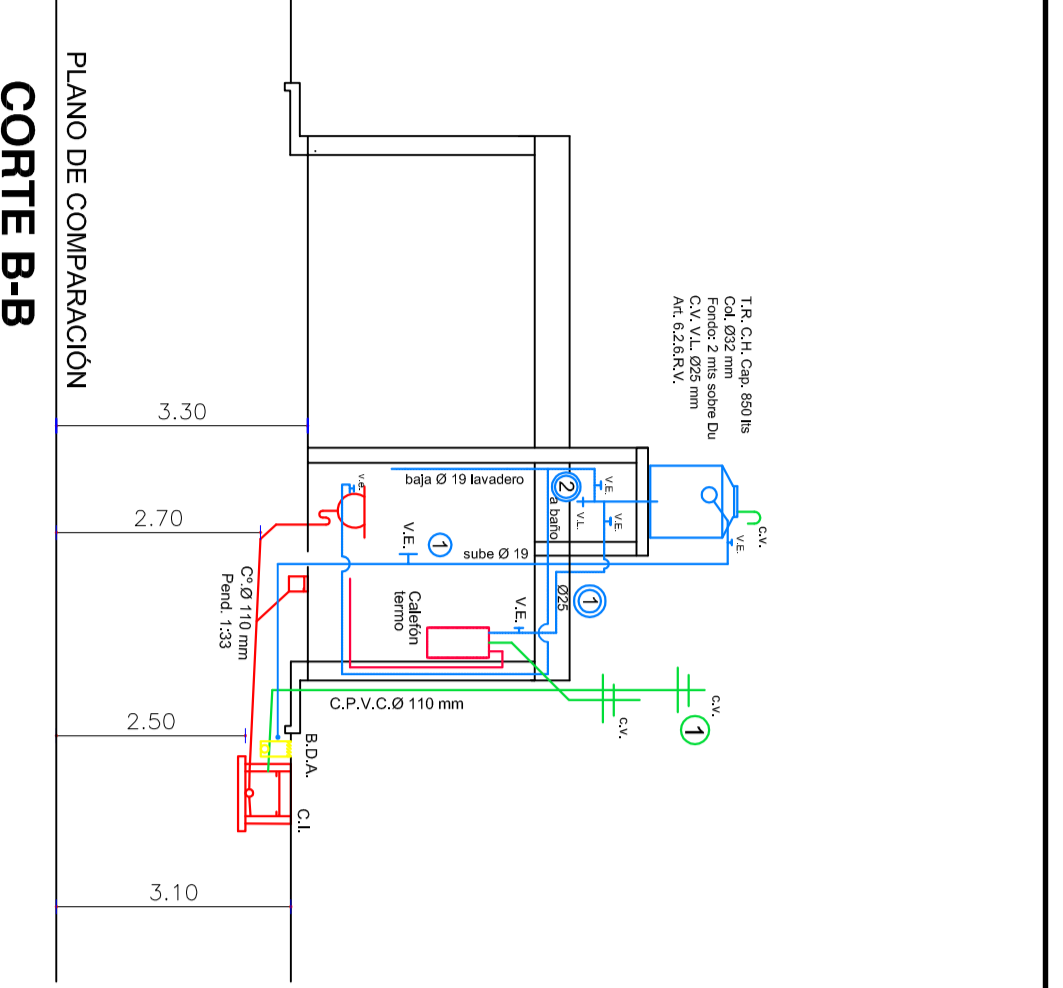 T.R. C.H. Cap. 850 lts
Col. Ø32 mm
Fondo: 2 mts sobre Du
C.V. V.L. Ø25 mm
Art. 6.2.6.R.V.
C.V.
V.E.
V.E.
V.E.
V.L.
2
a baño
baja Ø 19 lavadero
V.E.
1
sube Ø 19
Ø25
1
V.E.
C.V.
C.V.
1
v.e.
Calefón
termo
C.P.V.C.Ø 110 mm
B.D.A.
C.I.
C°.Ø 110 mm
Pend. 1:33
3.30
2.70
2.50
3.10
PLANO DE COMPARACIÓN
CORTE B-B